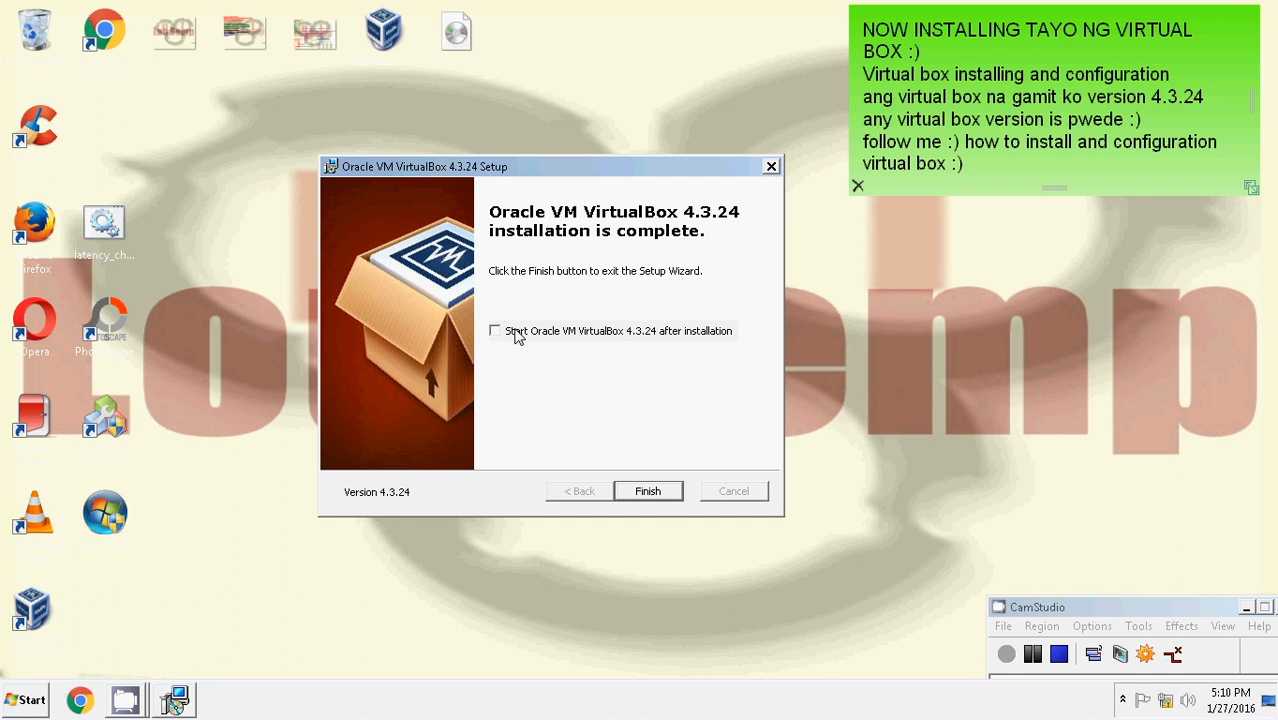 NOW INSTALLING TAYO NG VIRTUAL
BOX :)
Virtual box installing and configuration
ang virtual box na gamit ko version 4.3.24
any virtual box version is pwede :)
follow me :) how to install and configuration
virtual box :)
Oracle VM VirtualBox 4.3.24 Setup
Oracle VM VirtualBox 4.3.24
installation is complete.
Click the Finish button to exit the Setup Wizard.
Start Oracle VM VirtualBox 4.3.24 after installation
Version 4.3.24
< Back
Finish
Cancel
latency_ch...
Opera
CamStudio
File Region Options Tools Effects View Help
Start
5:10 PM
1/27/2016